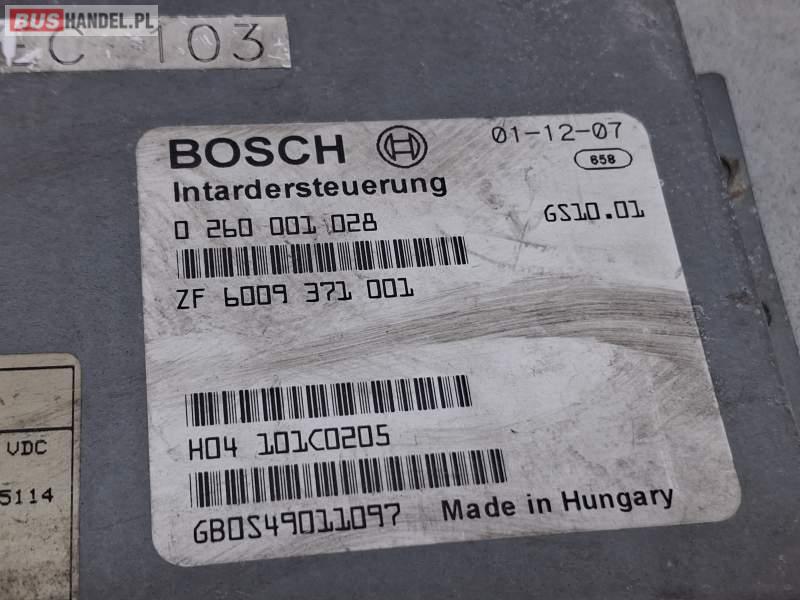 BUSHANDEL.PL
EC 103
BOSCH
01-12-07
658
Intardersteuerung
0 260 001 028
GS10.01
ZF 6009 371 001
H04 101C0205
GB0S49011097
Made in Hungary
VDC
5114